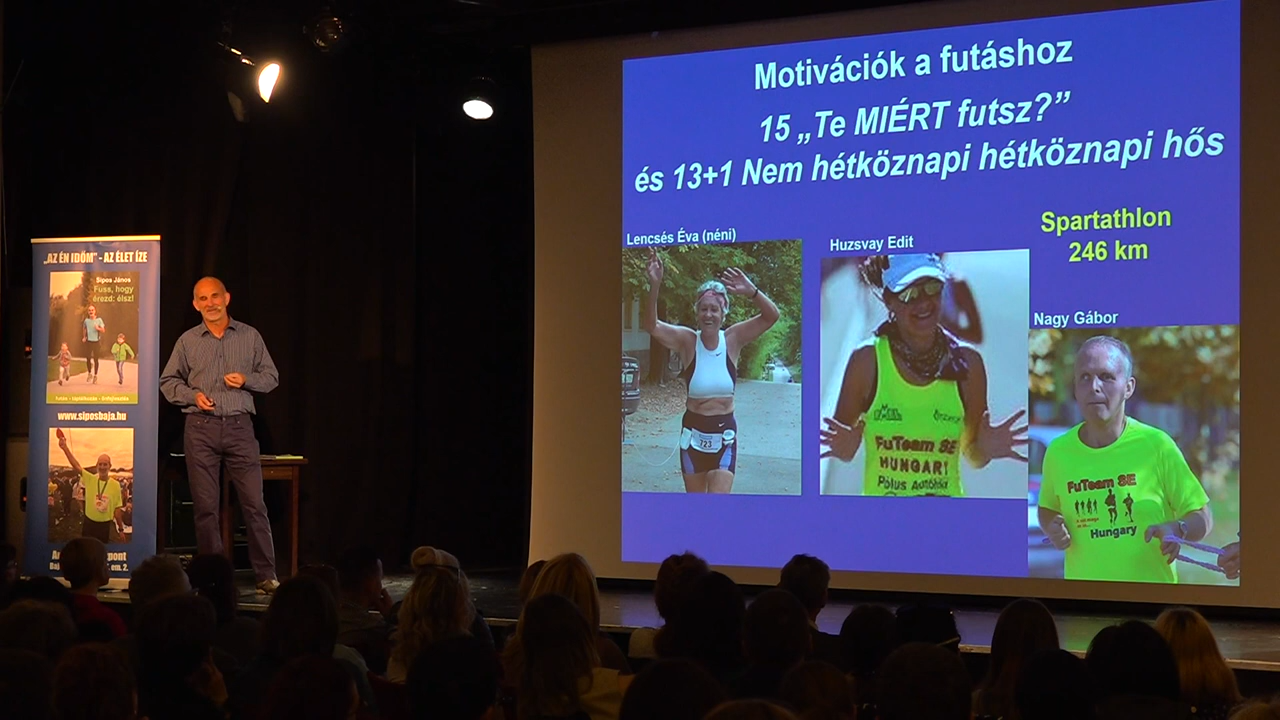 „AZ ÉN IDŐM” - AZ ÉLET ÍZE
Sipos János
Fuss, hogy
érezd: élsz!
www.siposbaja.hu
Motivációk a futáshoz
15 „Te MIÉRT futsz?”
és 13+1 Nem hétköznapi hétköznapi hős
Spartathlon
246 km
Lencsés Éva (néni)
Huzsvay Edit
Nagy Gábor
723
FuTeam SE
HUNGARY
Pólus
FuTeam SE
Hungary